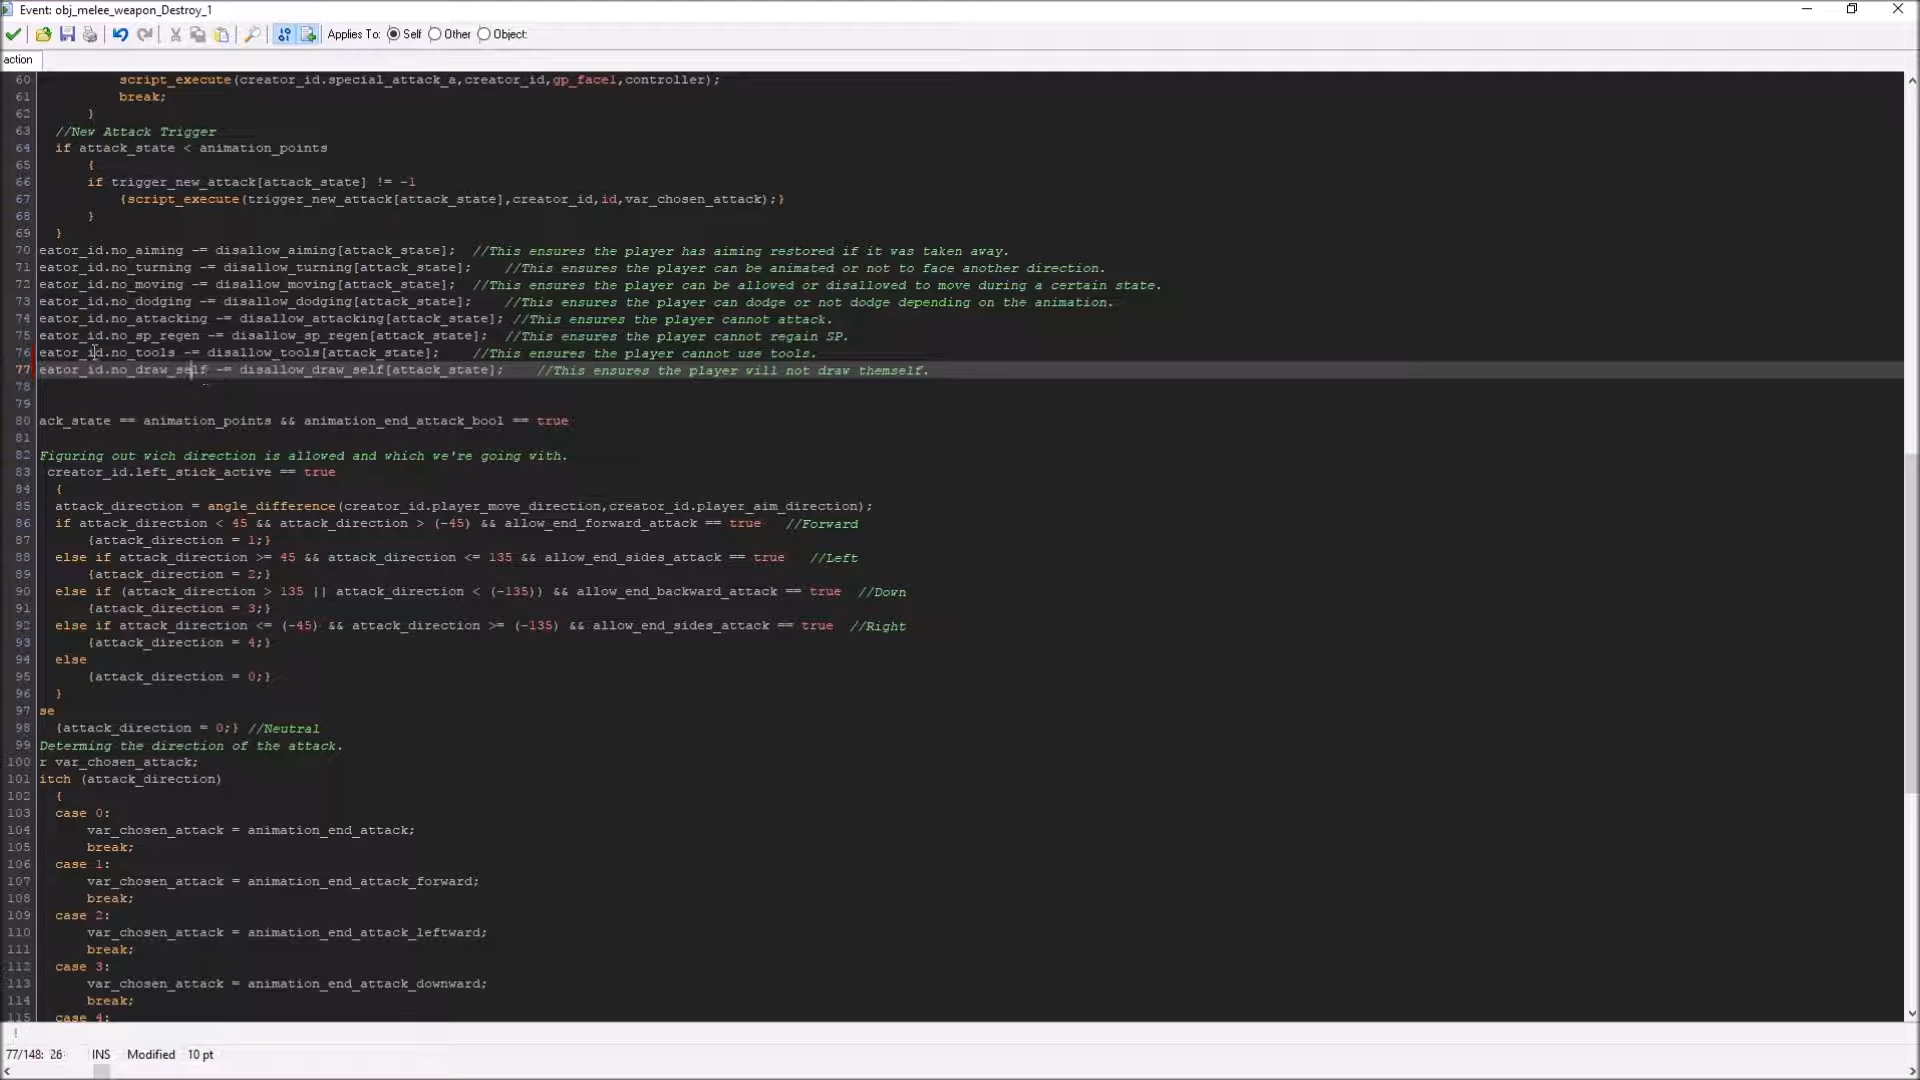 Event: obj_melee_weapon_Destroy_1
Applies To: Self Other Object:
action
60 script_execute(creator_id.special_attack_a,creator_id,gp_face1,controller);
61 break;
62 }
63 //New Attack Trigger
64 if attack_state < animation_points
65 {
66 if trigger_new_attack[attack_state] != -1
67 {script_execute(trigger_new_attack[attack_state],creator_id,id,var_chosen_attack);}
68 }
69 }
70 eator_id.no_aiming -= disallow_aiming[attack_state]; //This ensures the player has aiming restored if it was taken away.
71 eator_id.no_turning -= disallow_turning[attack_state]; //This ensures the player can be animated or not to face another direction.
72 eator_id.no_moving -= disallow_moving[attack_state]; //This ensures the player can be allowed or disallowed to move during a certain state.
73 eator_id.no_dodging -= disallow_dodging[attack_state]; //This ensures the player can dodge or not dodge depending on the animation.
74 eator_id.no_attacking -= disallow_attacking[attack_state]; //This ensures the player cannot attack.
75 eator_id.no_sp_regen -= disallow_sp_regen[attack_state]; //This ensures the player cannot regain SP.
76 eator_id.no_tools -= disallow_tools[attack_state]; //This ensures the player cannot use tools.
77 eator_id.no_draw_self -= disallow_draw_self[attack_state]; //This ensures the player will not draw themself.
78
79
80 ack_state == animation_points && animation_end_attack_bool == true
81
82 Figuring out wich direction is allowed and which we're going with.
83 creator_id.left_stick_active == true
84 {
85 attack_direction = angle_difference(creator_id.player_move_direction,creator_id.player_aim_direction);
86 if attack_direction < 45 && attack_direction > (-45) && allow_end_forward_attack == true //Forward
87 {attack_direction = 1;}
88 else if attack_direction >= 45 && attack_direction <= 135 && allow_end_sides_attack == true //Left
89 {attack_direction = 2;}
90 else if (attack_direction > 135 || attack_direction < (-135)) && allow_end_backward_attack == true //Down
91 {attack_direction = 3;}
92 else if attack_direction <= (-45) && attack_direction >= (-135) && allow_end_sides_attack == true //Right
93 {attack_direction = 4;}
94 else
95 {attack_direction = 0;}
96 }
97 se
98 {attack_direction = 0;} //Neutral
99 Determing the direction of the attack.
100 r var_chosen_attack;
101 itch (attack_direction)
102 {
103 case 0:
104 var_chosen_attack = animation_end_attack;
105 break;
106 case 1:
107 var_chosen_attack = animation_end_attack_forward;
108 break;
109 case 2:
110 var_chosen_attack = animation_end_attack_leftward;
111 break;
112 case 3:
113 var_chosen_attack = animation_end_attack_downward;
114 break;
115 case 4:
77/148: 26 INS Modified 10 pt